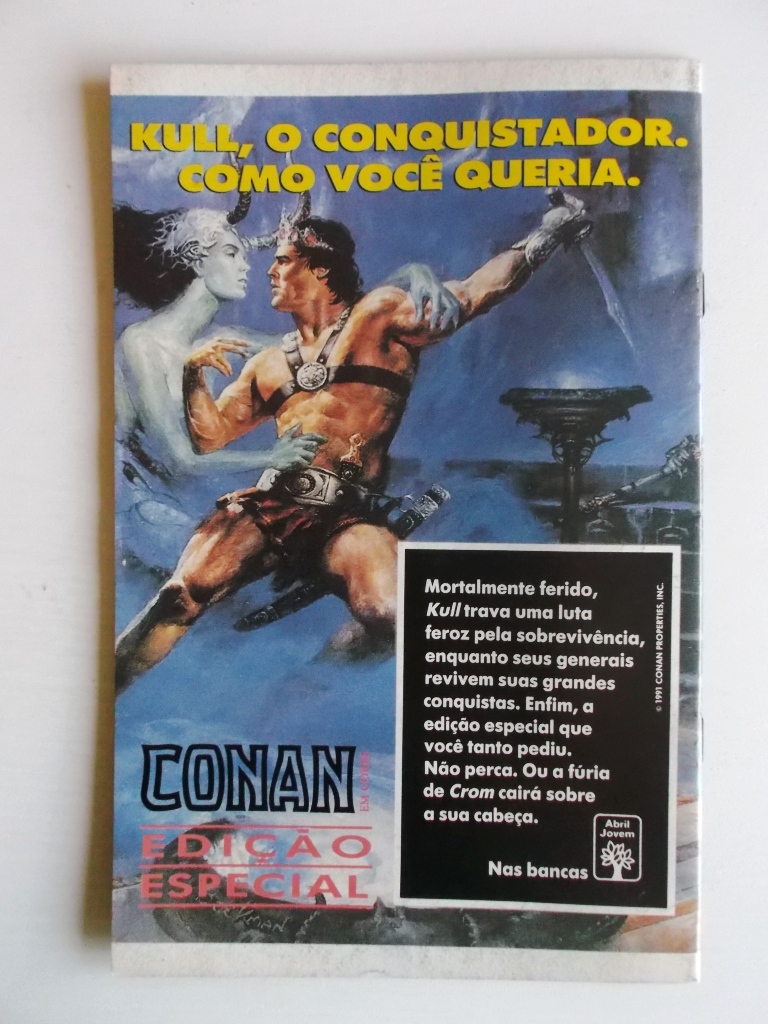 KULL, O CONQUISTADOR.
COMO VOCÊ QUERIA.
Mortalmente ferido,
Kull trava uma luta
feroz pela sobrevivência,
enquanto seus generais
revivem suas grandes
conquistas. Enfim, a
edição especial que
você tanto pediu.
Não perca. Ou a fúria
de Crom cairá sobre
a sua cabeça.
Nas bancas
Abril
Jovem
© 1991 CONAN PROPERTIES, INC.
CONAN
EM CORES
EDIÇÃO
ESPECIAL